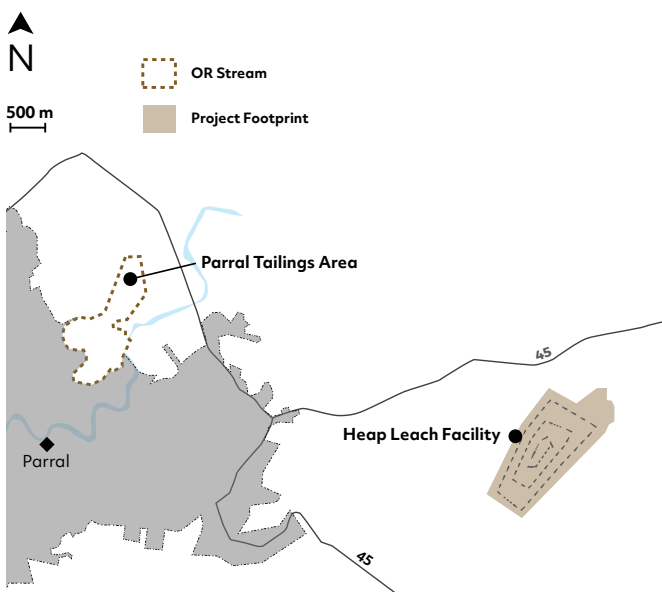 N
500 m
OR Stream
Project Footprint
Parral Tailings Area
45
Heap Leach Facility
Parral
45